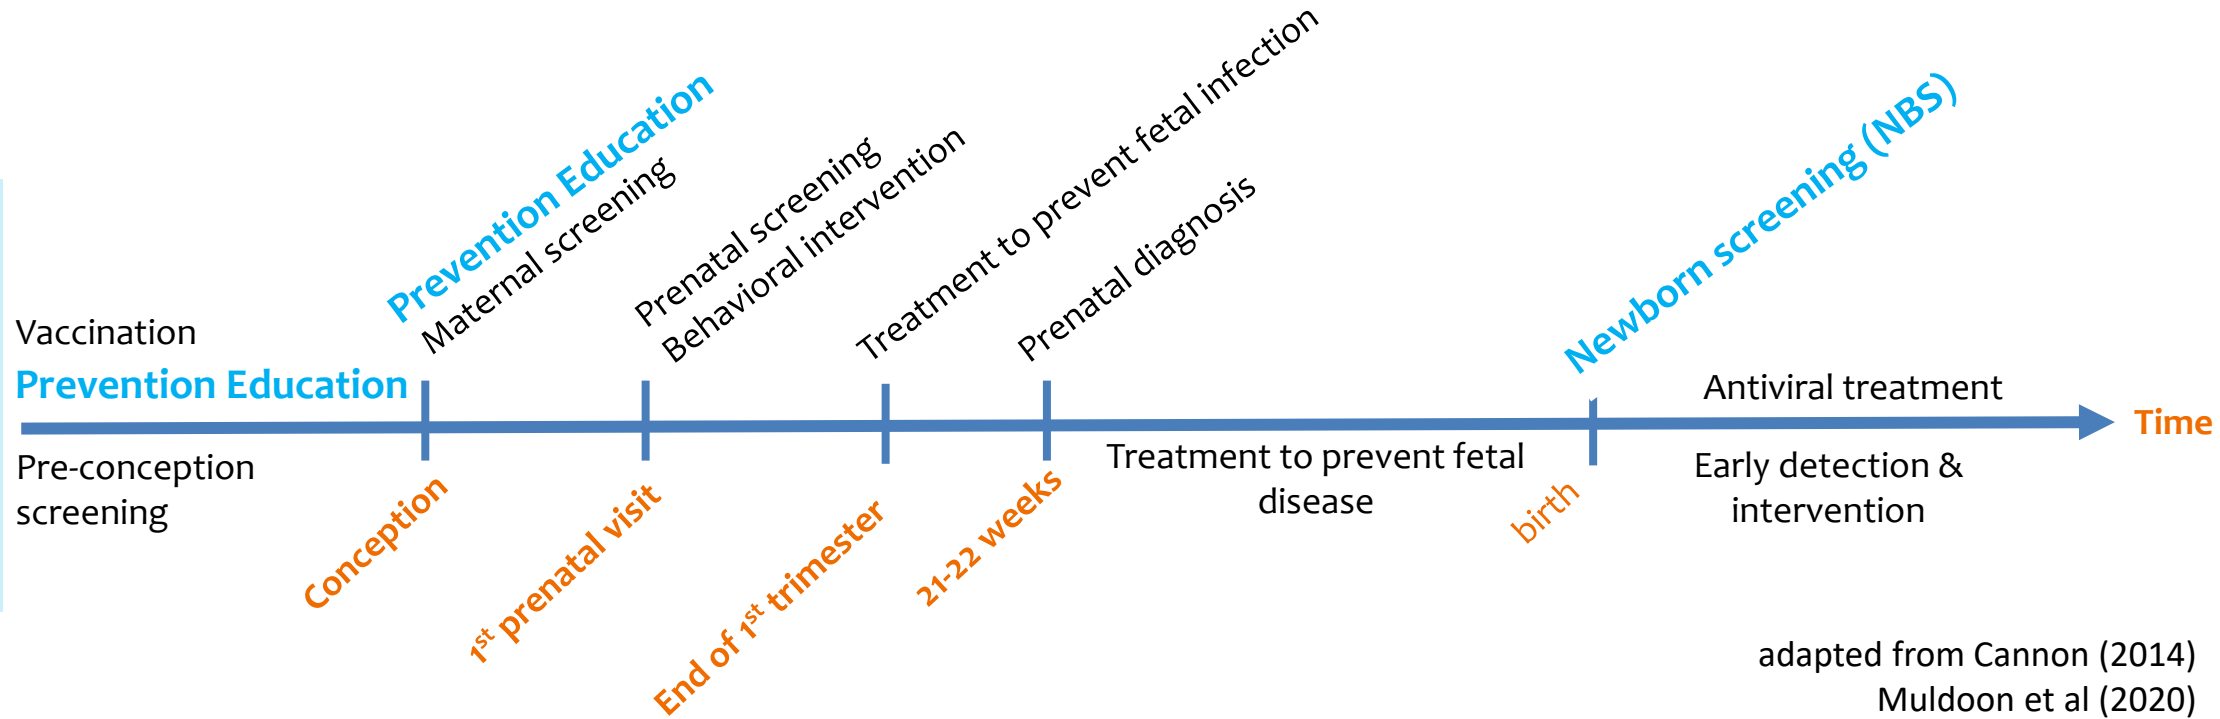 Vaccination
Prevention Education
Pre-conception
screening
Prevention Education
Maternal screening
Conception
Prenatal screening
Behavioral intervention
1st prenatal visit
Treatment to prevent fetal infection
End of 1st trimester
Prenatal diagnosis
21-22 weeks
Treatment to prevent fetal
disease
Newborn screening (NBS)
birth
Antiviral treatment
Early detection &
intervention
Time
adapted from Cannon (2014)
Muldoon et al (2020)